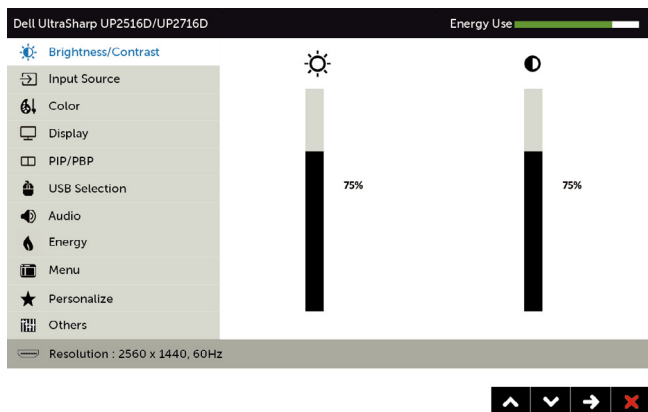 Dell UltraSharp UP2516D/UP2716D
Energy Use
Brightness/Contrast
Input Source
Color
Display
PIP/PBP
USB Selection
Audio
Energy
Menu
Personalize
Others
75%
75%
Resolution : 2560 x 1440, 60Hz